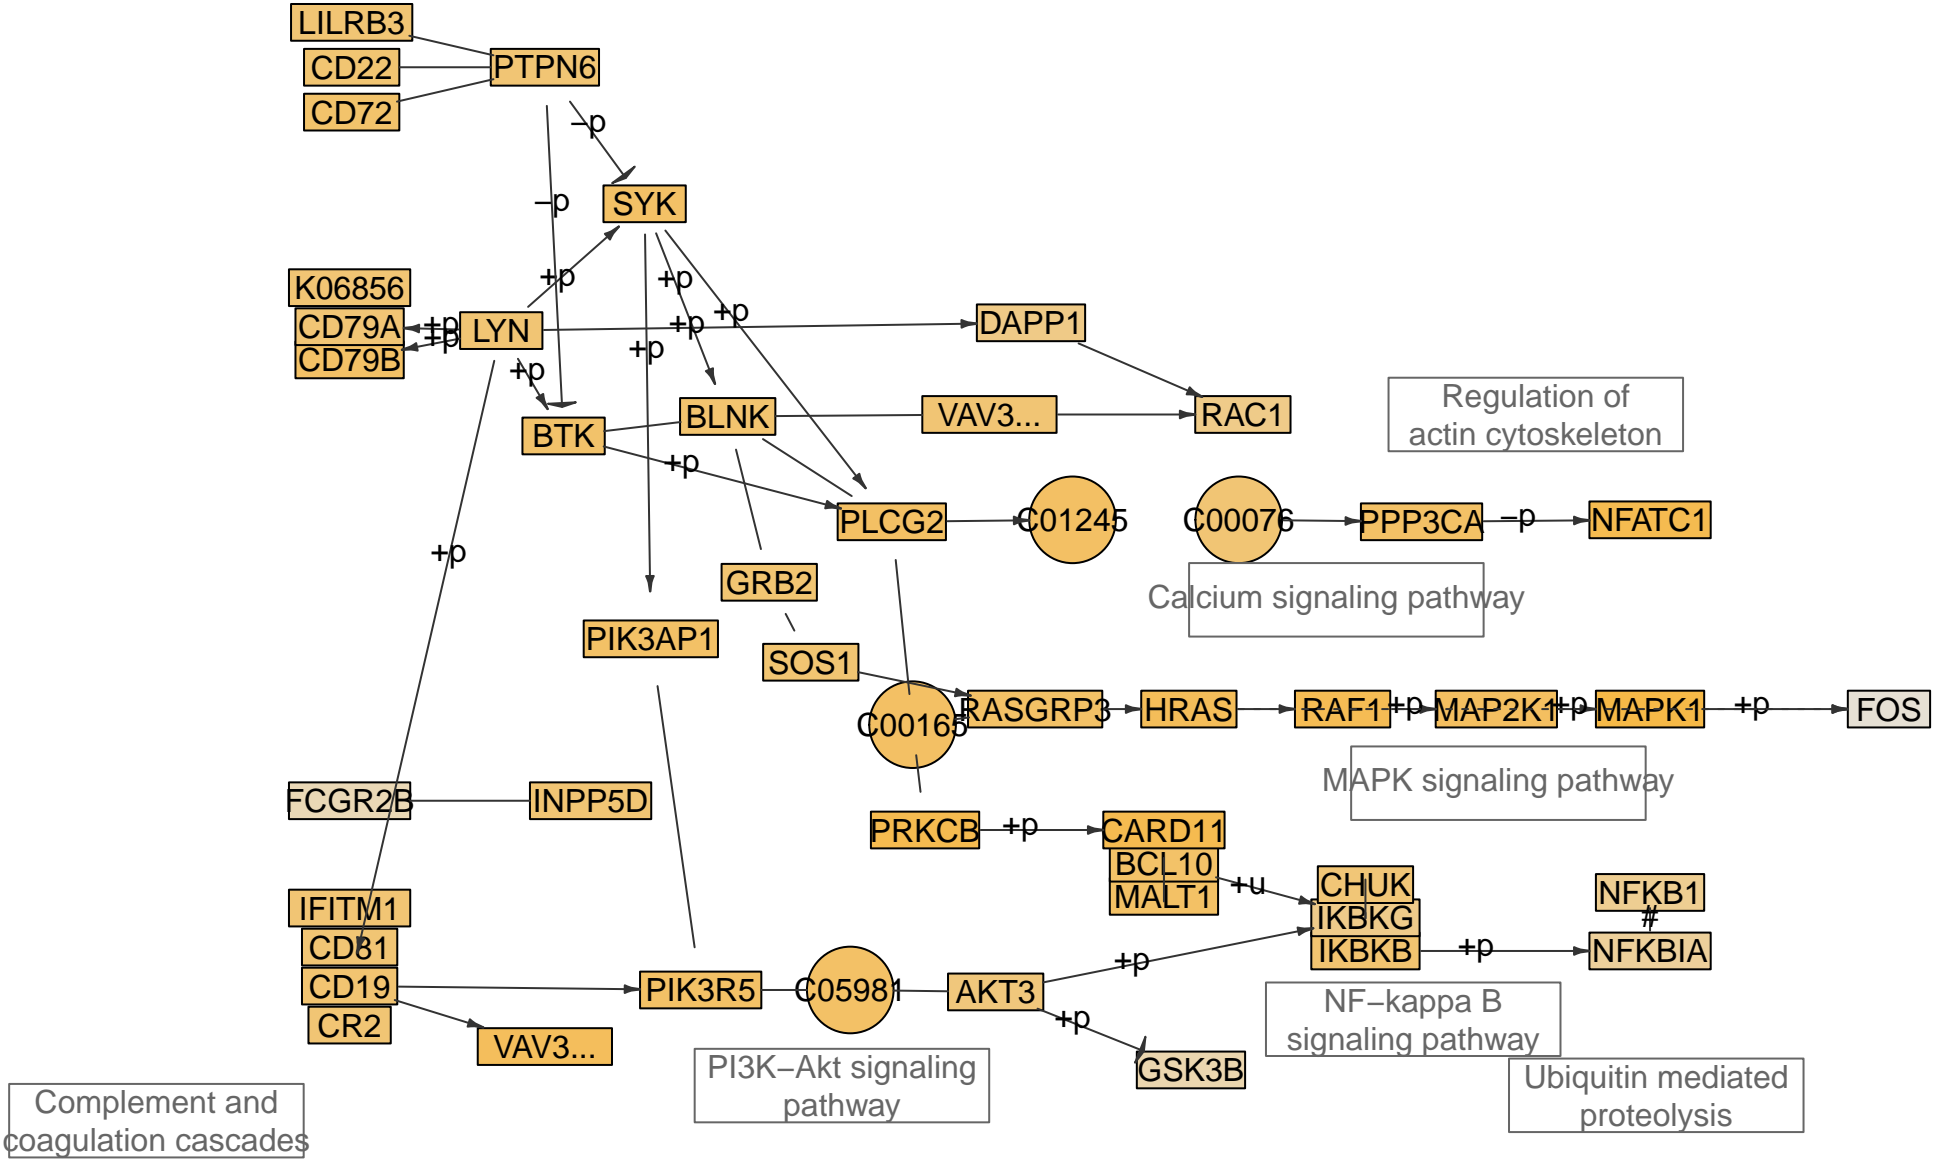 LILRB3
CD22
PTPN6
CD72
−p
−p
SYK
+p
+p
K06856
+p
CD79A
+p
LYN
+p
DAPP1
CD79B
+p
+p
+p
Regulation of
actin cytoskeleton
BTK
BLNK
VAV3...
RAC1
+p
PLCG2
C01245
C00076
PPP3CA
−p
NFATC1
+p
GRB2
Calcium signaling pathway
PIK3AP1
SOS1
C00165
RASGRP3
HRAS
RAF1
+p
MAP2K1
+p
MAPK1
+p
FOS
MAPK signaling pathway
FCGR2B
INPP5D
PRKCB
+p
CARD11
BCL10
MALT1
+u
CHUK
IKBKG
IKBKB
NFKB1
#
NFKBIA
+p
IFITM1
CD81
CD19
CR2
VAV3...
PIK3R5
C05981
AKT3
+p
+p
GSK3B
NF−kappa B
signaling pathway
PI3K−Akt signaling
pathway
Ubiquitin mediated
proteolysis
Complement and
coagulation cascades